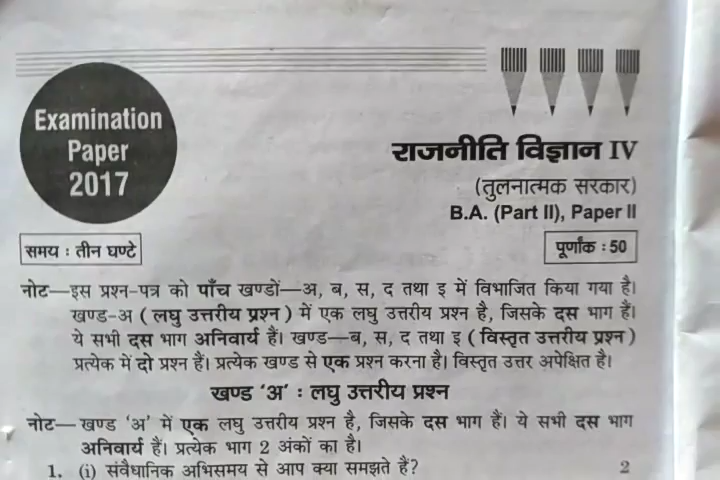 Examination
Paper
2017
राजनीति विज्ञान IV
(तुलनात्मक सरकार)
B.A. (Part II), Paper II
समय : तीन घण्टे
पूर्णांक : 50
नोट—इस प्रश्न-पत्र को पाँच खण्डों—अ, ब, स, द तथा इ में विभाजित किया गया है।
खण्ड-अ ( लघु उत्तरीय प्रश्न ) में एक लघु उत्तरीय प्रश्न है, जिसके दस भाग हैं।
ये सभी दस भाग अनिवार्य हैं। खण्ड—ब, स, द तथा इ ( विस्तृत उत्तरीय प्रश्न )
प्रत्येक में दो प्रश्न हैं। प्रत्येक खण्ड से एक प्रश्न करना है। विस्तृत उत्तर अपेक्षित है।
खण्ड ‘अ’ : लघु उत्तरीय प्रश्न
नोट— खण्ड ‘अ’ में एक लघु उत्तरीय प्रश्न है, जिसके दस भाग हैं। ये सभी दस भाग
अनिवार्य हैं। प्रत्येक भाग 2 अंकों का है।
1. (i) संवैधानिक अभिसमय से आप क्या समझते हैं? 2